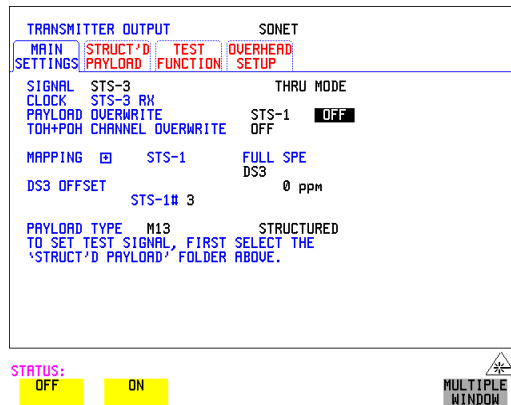 TRANSMITTER OUTPUT SONET
MAIN SETTINGS STRUCT'D PAYLOAD TEST FUNCTION OVERHEAD SETUP
SIGNAL STS-3 THRU MODE
CLOCK STS-3 RX
PAYLOAD OVERWRITE STS-1 OFF
TOH+POH CHANNEL OVERWRITE OFF
MAPPING + STS-1 FULL SPE
DS3
DS3 OFFSET 0 ppm
STS-1# 3
PAYLOAD TYPE M13 STRUCTURED
TO SET TEST SIGNAL, FIRST SELECT THE
'STRUCT'D PAYLOAD' FOLDER ABOVE.
STATUS:
OFF ON MULTIPLE WINDOW